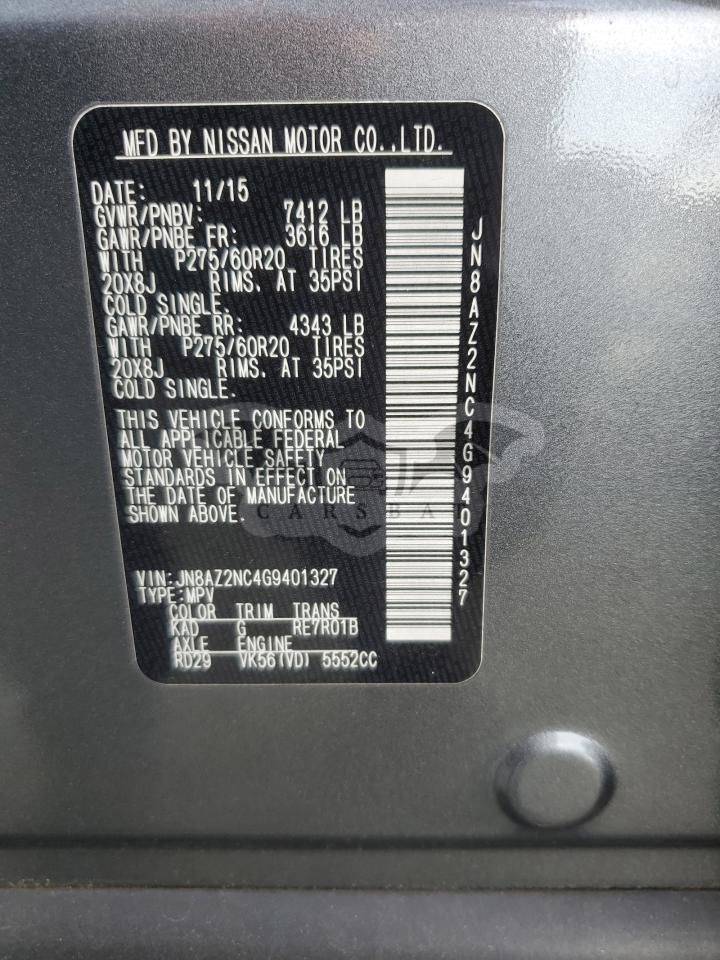 MFD BY NISSAN MOTOR CO.,LTD.
DATE: 11/15
GVWR/PNBV: 7412 LB
GAWR/PNBE FR: 3616 LB
WITH P275/60R20 TIRES
20X8J RIMS. AT 35PSI
COLD SINGLE.
GAWR/PNBE RR: 4343 LB
WITH P275/60R20 TIRES
20X8J RIMS. AT 35PSI
COLD SINGLE.
THIS VEHICLE CONFORMS TO
ALL APPLICABLE FEDERAL
MOTOR VEHICLE SAFETY
STANDARDS IN EFFECT ON
THE DATE OF MANUFACTURE
SHOWN ABOVE.
VIN:JN8AZ2NC4G9401327
TYPE:MPV
COLOR TRIM TRANS
KAD G RE7R01B
AXLE ENGINE
RD29 VK56(VD) 5552CC
JN8AZ2NC4G9401327
CARSBAT